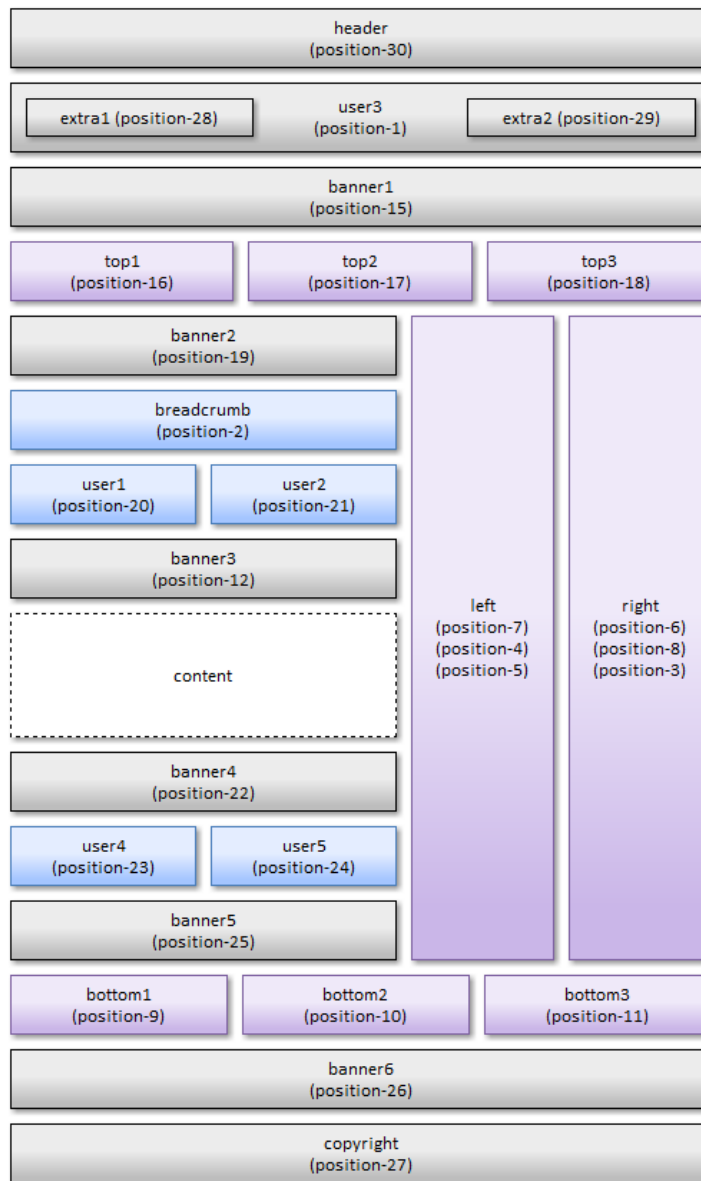 header
(position-30)
extra1 (position-28)
user3
(position-1)
extra2 (position-29)
banner1
(position-15)
top1
(position-16)
top2
(position-17)
top3
(position-18)
banner2
(position-19)
breadcrumb
(position-2)
user1
(position-20)
user2
(position-21)
banner3
(position-12)
content
banner4
(position-22)
user4
(position-23)
user5
(position-24)
banner5
(position-25)
left
(position-7)
(position-4)
(position-5)
right
(position-6)
(position-8)
(position-3)
bottom1
(position-9)
bottom2
(position-10)
bottom3
(position-11)
banner6
(position-26)
copyright
(position-27)